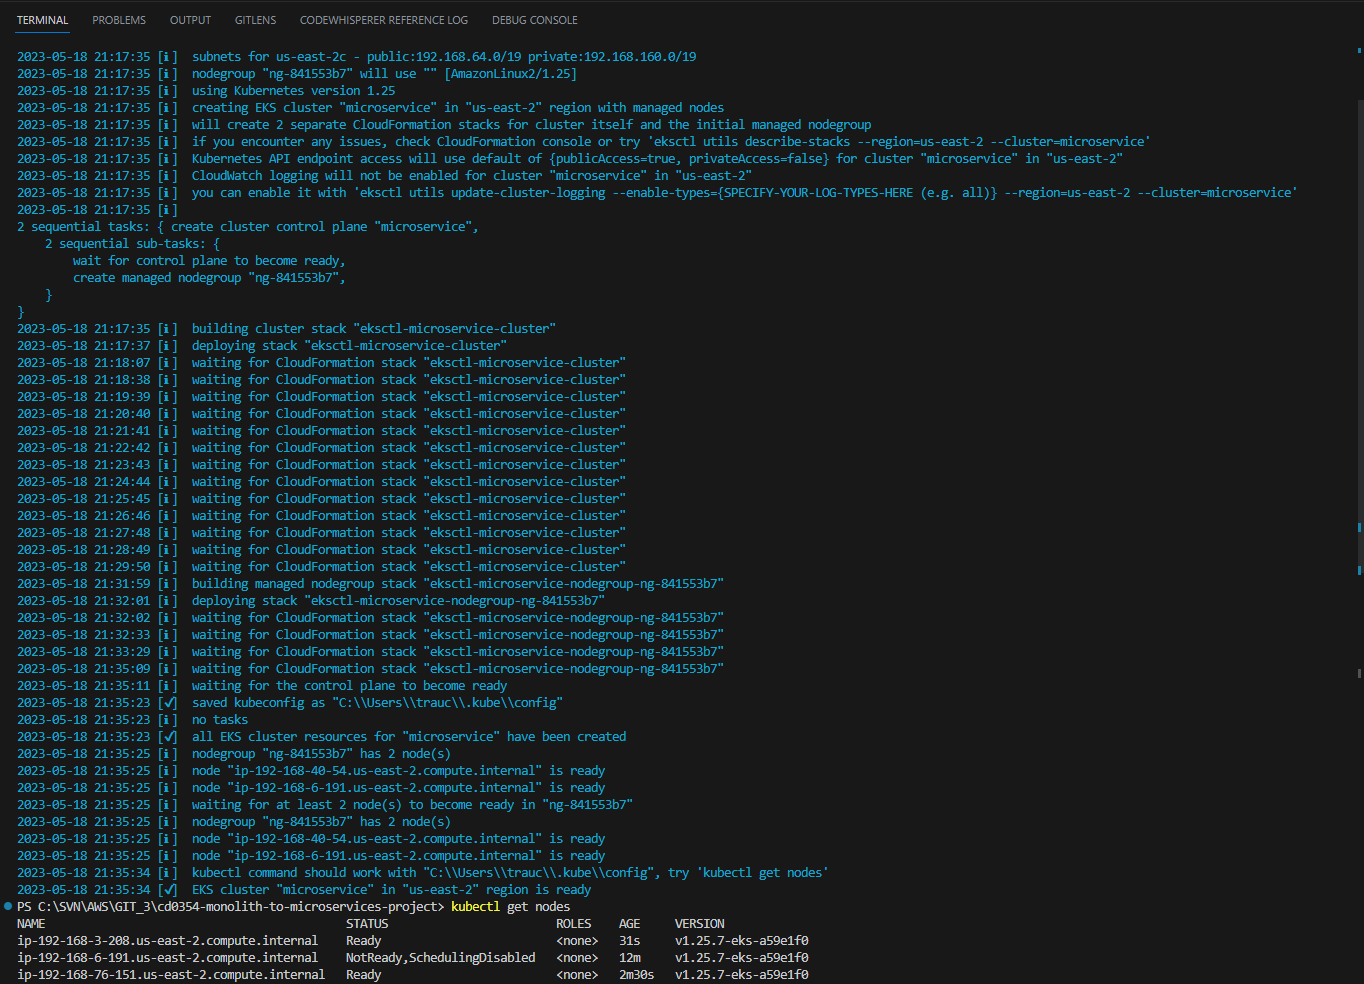 TERMINAL PROBLEMS OUTPUT GITLENS CODEWHISPERER REFERENCE LOG DEBUG CONSOLE
2023-05-18 21:17:35 [ℹ]  subnets for us-east-2c - public:192.168.64.0/19 private:192.168.160.0/19
2023-05-18 21:17:35 [ℹ]  nodegroup "ng-841553b7" will use "" [AmazonLinux2/1.25]
2023-05-18 21:17:35 [ℹ]  using Kubernetes version 1.25
2023-05-18 21:17:35 [ℹ]  creating EKS cluster "microservice" in "us-east-2" region with managed nodes
2023-05-18 21:17:35 [ℹ]  will create 2 separate CloudFormation stacks for cluster itself and the initial managed nodegroup
2023-05-18 21:17:35 [ℹ]  if you encounter any issues, check CloudFormation console or try 'eksctl utils describe-stacks --region=us-east-2 --cluster=microservice'
2023-05-18 21:17:35 [ℹ]  Kubernetes API endpoint access will use default of {publicAccess=true, privateAccess=false} for cluster "microservice" in "us-east-2"
2023-05-18 21:17:35 [ℹ]  CloudWatch logging will not be enabled for cluster "microservice" in "us-east-2"
2023-05-18 21:17:35 [ℹ]  you can enable it with 'eksctl utils update-cluster-logging --enable-types={SPECIFY-YOUR-LOG-TYPES-HERE (e.g. all)} --region=us-east-2 --cluster=microservice'
2023-05-18 21:17:35 [ℹ]
2 sequential tasks: { create cluster control plane "microservice",
    2 sequential sub-tasks: {
        wait for control plane to become ready,
        create managed nodegroup "ng-841553b7",
    }
}
2023-05-18 21:17:35 [ℹ]  building cluster stack "eksctl-microservice-cluster"
2023-05-18 21:17:37 [ℹ]  deploying stack "eksctl-microservice-cluster"
2023-05-18 21:18:07 [ℹ]  waiting for CloudFormation stack "eksctl-microservice-cluster"
2023-05-18 21:18:38 [ℹ]  waiting for CloudFormation stack "eksctl-microservice-cluster"
2023-05-18 21:19:39 [ℹ]  waiting for CloudFormation stack "eksctl-microservice-cluster"
2023-05-18 21:20:40 [ℹ]  waiting for CloudFormation stack "eksctl-microservice-cluster"
2023-05-18 21:21:41 [ℹ]  waiting for CloudFormation stack "eksctl-microservice-cluster"
2023-05-18 21:22:42 [ℹ]  waiting for CloudFormation stack "eksctl-microservice-cluster"
2023-05-18 21:23:43 [ℹ]  waiting for CloudFormation stack "eksctl-microservice-cluster"
2023-05-18 21:24:44 [ℹ]  waiting for CloudFormation stack "eksctl-microservice-cluster"
2023-05-18 21:25:45 [ℹ]  waiting for CloudFormation stack "eksctl-microservice-cluster"
2023-05-18 21:26:46 [ℹ]  waiting for CloudFormation stack "eksctl-microservice-cluster"
2023-05-18 21:27:48 [ℹ]  waiting for CloudFormation stack "eksctl-microservice-cluster"
2023-05-18 21:28:49 [ℹ]  waiting for CloudFormation stack "eksctl-microservice-cluster"
2023-05-18 21:29:50 [ℹ]  waiting for CloudFormation stack "eksctl-microservice-cluster"
2023-05-18 21:31:59 [ℹ]  building managed nodegroup stack "eksctl-microservice-nodegroup-ng-841553b7"
2023-05-18 21:32:01 [ℹ]  deploying stack "eksctl-microservice-nodegroup-ng-841553b7"
2023-05-18 21:32:02 [ℹ]  waiting for CloudFormation stack "eksctl-microservice-nodegroup-ng-841553b7"
2023-05-18 21:32:33 [ℹ]  waiting for CloudFormation stack "eksctl-microservice-nodegroup-ng-841553b7"
2023-05-18 21:33:29 [ℹ]  waiting for CloudFormation stack "eksctl-microservice-nodegroup-ng-841553b7"
2023-05-18 21:35:09 [ℹ]  waiting for CloudFormation stack "eksctl-microservice-nodegroup-ng-841553b7"
2023-05-18 21:35:11 [ℹ]  waiting for the control plane to become ready
2023-05-18 21:35:23 [✓]  saved kubeconfig as "C:\\Users\\trauc\\.kube\\config"
2023-05-18 21:35:23 [ℹ]  no tasks
2023-05-18 21:35:23 [✓]  all EKS cluster resources for "microservice" have been created
2023-05-18 21:35:25 [ℹ]  nodegroup "ng-841553b7" has 2 node(s)
2023-05-18 21:35:25 [ℹ]  node "ip-192-168-40-54.us-east-2.compute.internal" is ready
2023-05-18 21:35:25 [ℹ]  node "ip-192-168-6-191.us-east-2.compute.internal" is ready
2023-05-18 21:35:25 [ℹ]  waiting for at least 2 node(s) to become ready in "ng-841553b7"
2023-05-18 21:35:25 [ℹ]  nodegroup "ng-841553b7" has 2 node(s)
2023-05-18 21:35:25 [ℹ]  node "ip-192-168-40-54.us-east-2.compute.internal" is ready
2023-05-18 21:35:25 [ℹ]  node "ip-192-168-6-191.us-east-2.compute.internal" is ready
2023-05-18 21:35:34 [ℹ]  kubectl command should work with "C:\\Users\\trauc\\.kube\\config", try 'kubectl get nodes'
2023-05-18 21:35:34 [✓]  EKS cluster "microservice" in "us-east-2" region is ready
PS C:\SVN\AWS\GIT_3\cd0354-monolith-to-microservices-project> kubectl get nodes
NAME STATUS ROLES AGE VERSION
ip-192-168-3-208.us-east-2.compute.internal Ready <none> 31s v1.25.7-eks-a59e1f0
ip-192-168-6-191.us-east-2.compute.internal NotReady,SchedulingDisabled <none> 12m v1.25.7-eks-a59e1f0
ip-192-168-76-151.us-east-2.compute.internal Ready <none> 2m30s v1.25.7-eks-a59e1f0